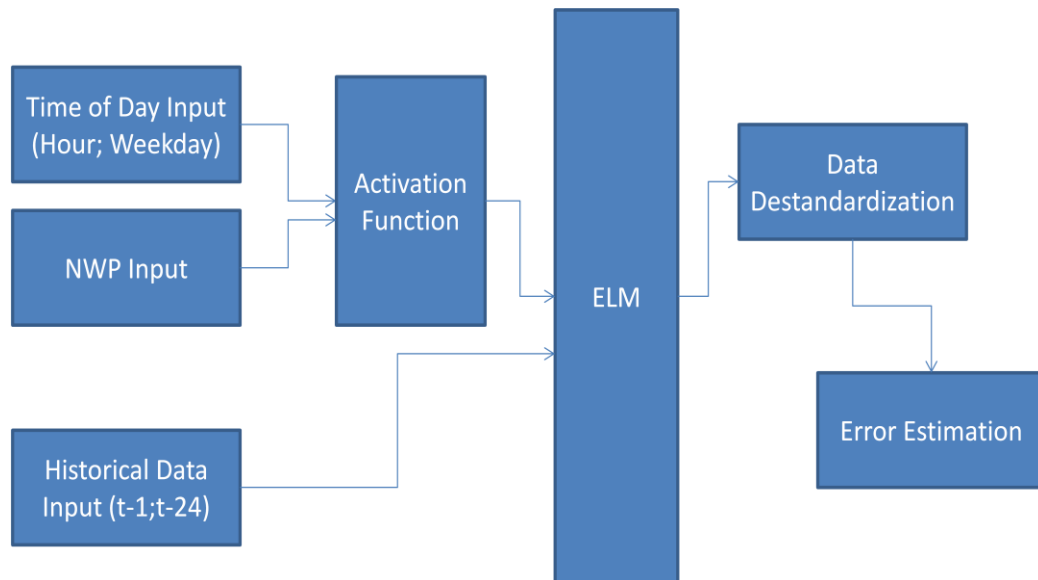 Time of Day Input
(Hour; Weekday)
NWP Input
Historical Data
Input (t-1;t-24)
Activation
Function
ELM
Data
Destandardization
Error Estimation